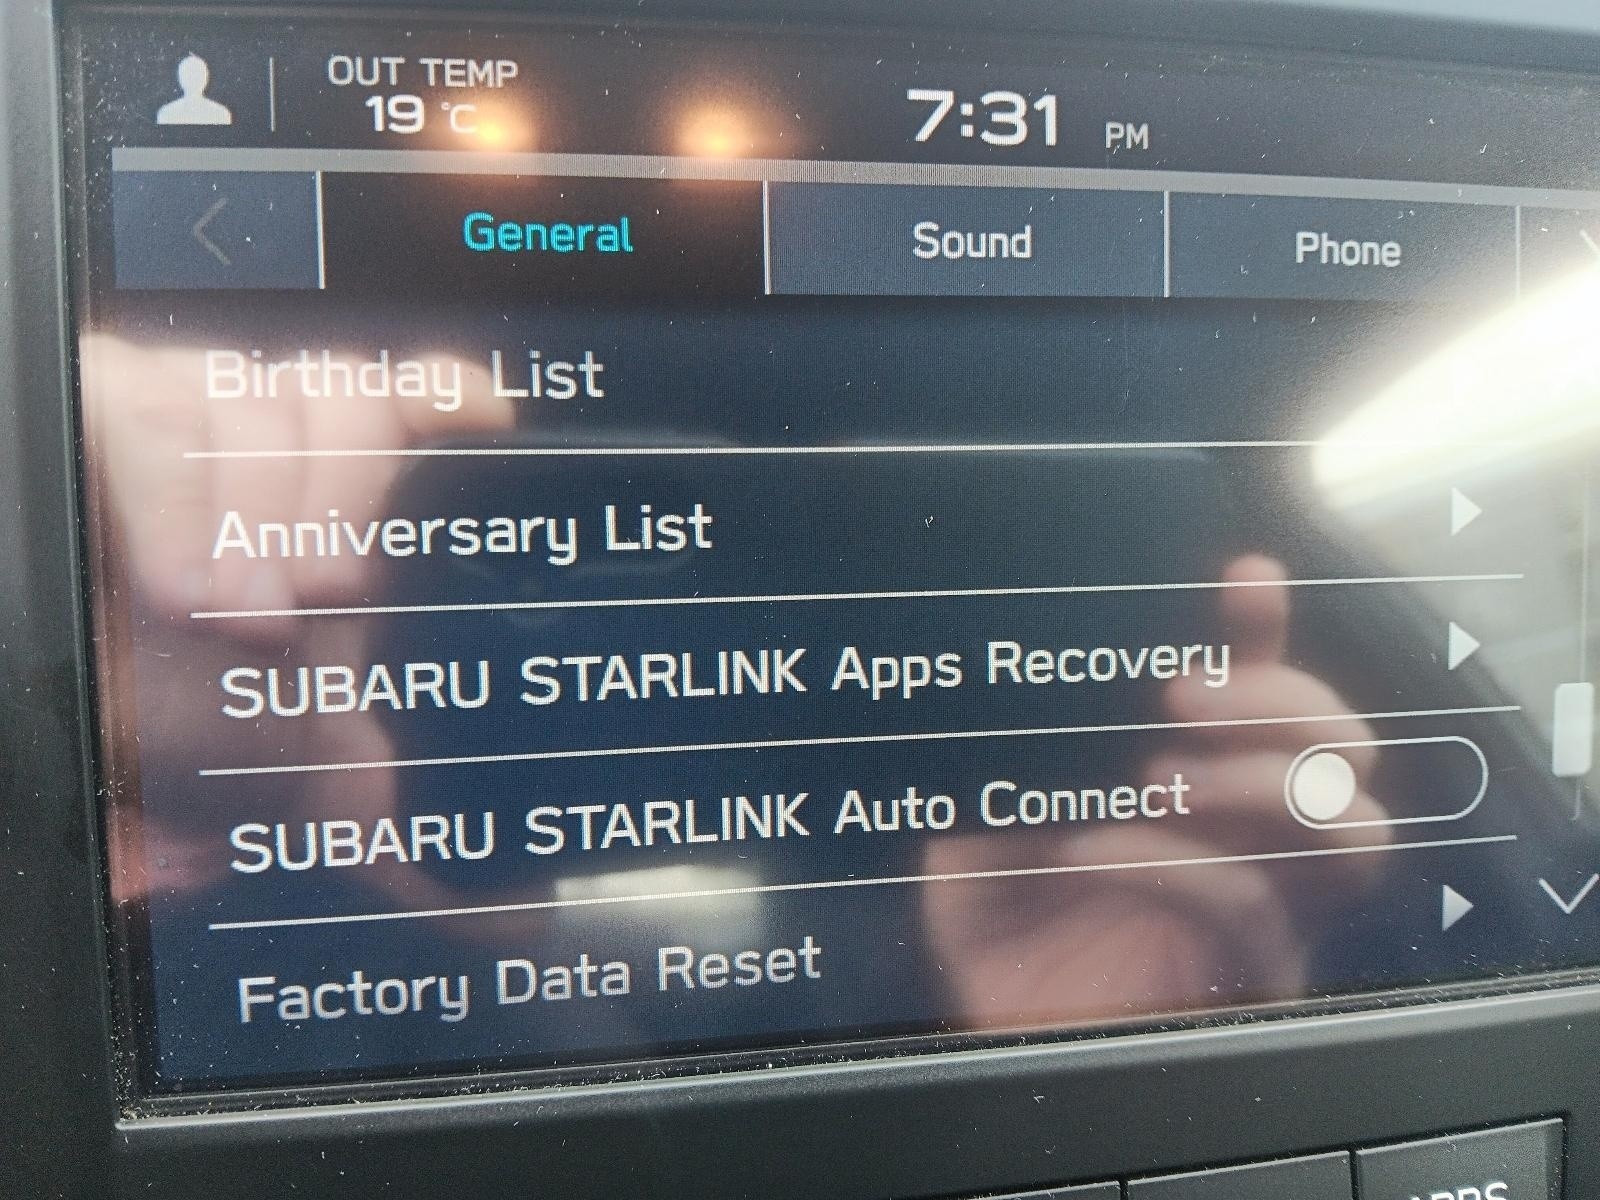 OUT TEMP
19 °C
7:31 PM
General
Sound
Phone
Birthday List
Anniversary List
SUBARU STARLINK Apps Recovery
SUBARU STARLINK Auto Connect
Factory Data Reset
APPS